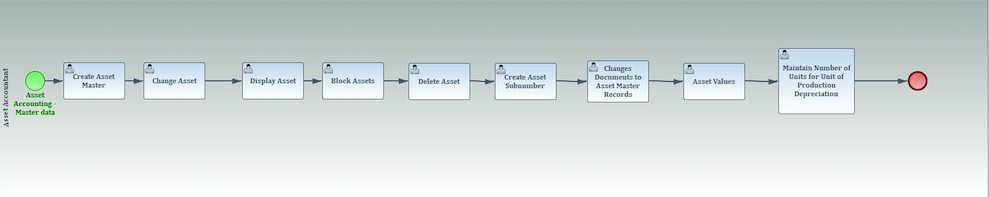 Asset Accountant
Asset
Accounting -
Master data
Create Asset
Master
Change Asset
Display Asset
Block Assets
Delete Asset
Create Asset
Subnumber
Changes
Documents to
Asset Master
Records
Asset Values
Maintain Number of
Units for Unit of
Production
Depreciation